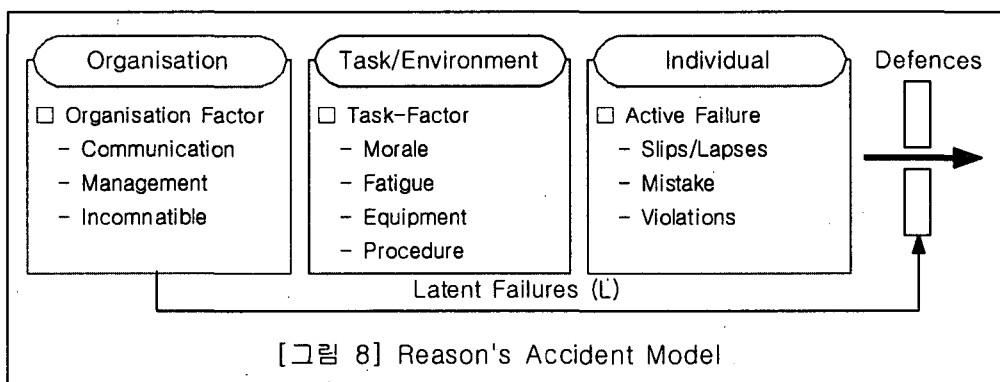 Organisation
□ Organisation Factor
- Communication
- Management
- Incomnatible
Task/Environment
□ Task-Factor
- Morale
- Fatigue
- Equipment
- Procedure
Individual
□ Active Failure
- Slips/Lapses
- Mistake
- Violations
Defences
Latent Failures (L)
[그림 8] Reason's Accident Model